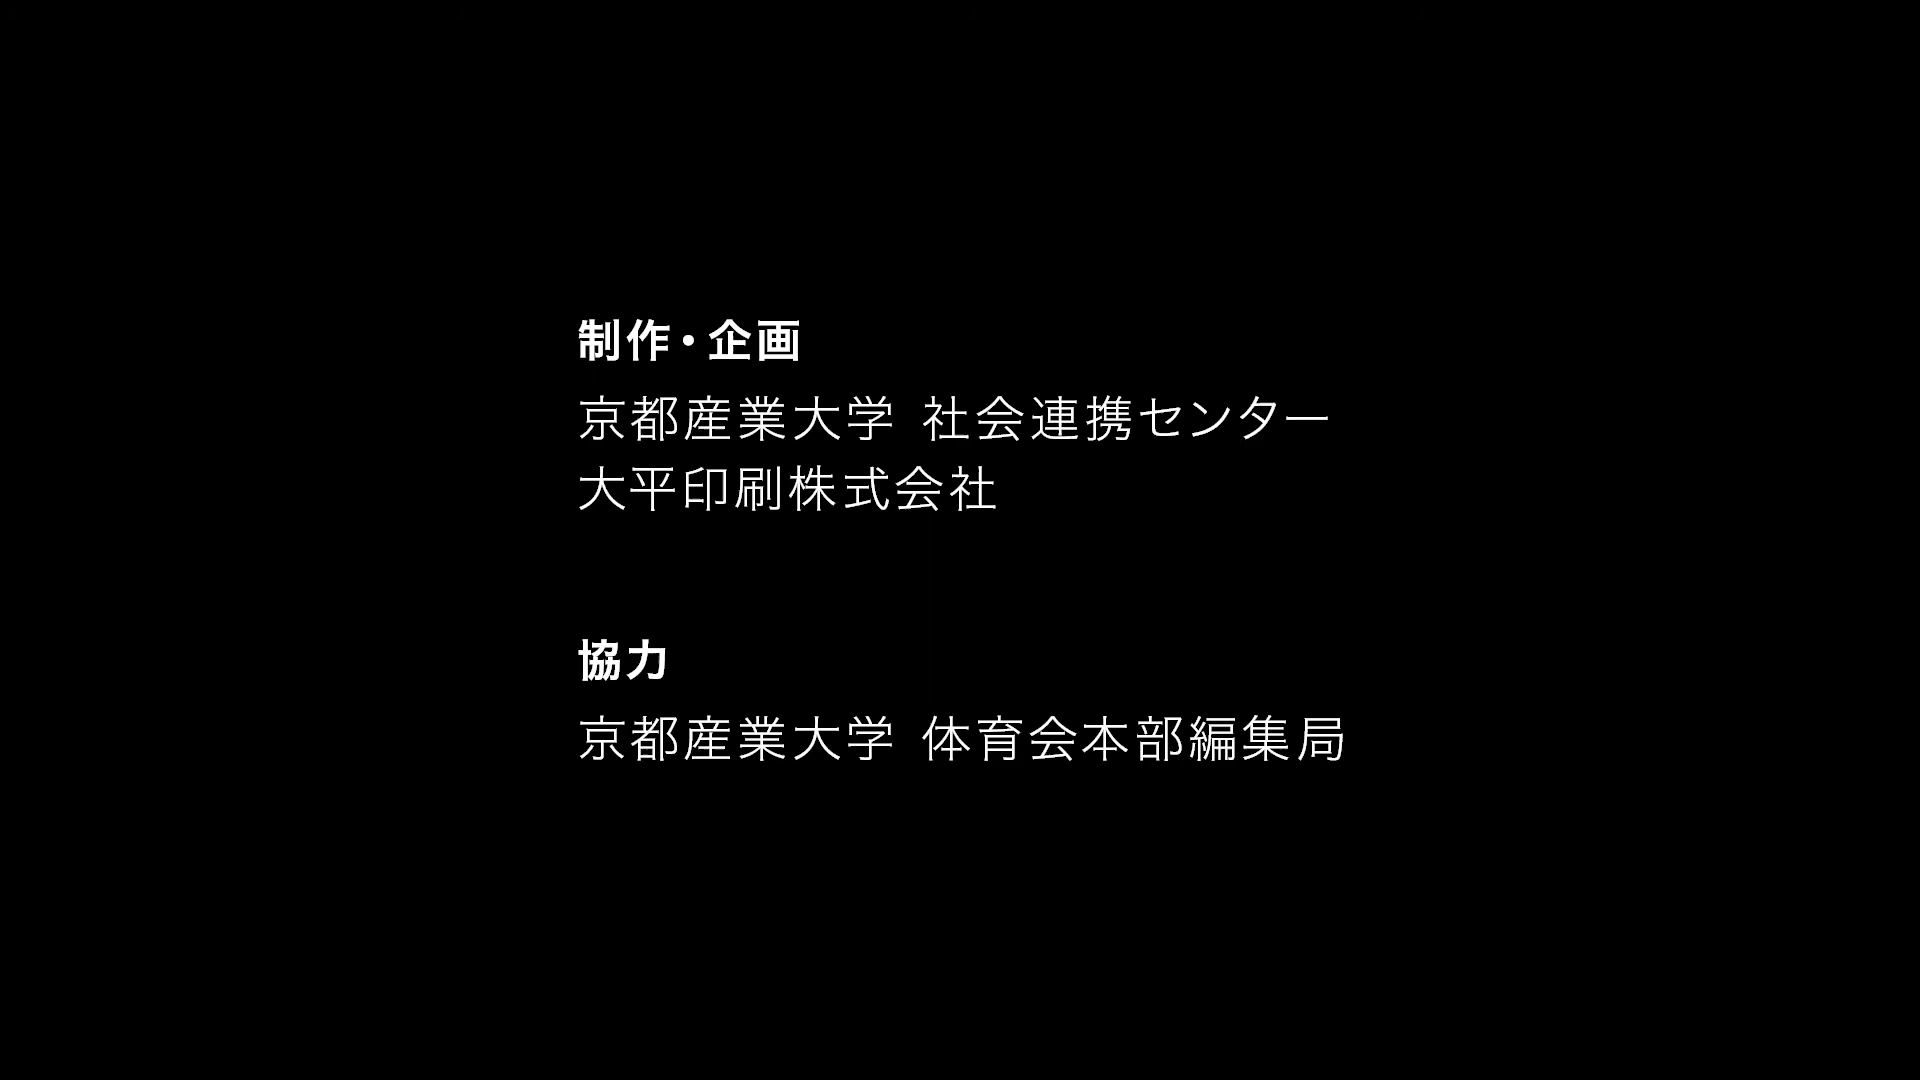 制作・企画
京都産業大学 社会連携センター
大平印刷株式会社
協力
京都産業大学 体育会本部編集局